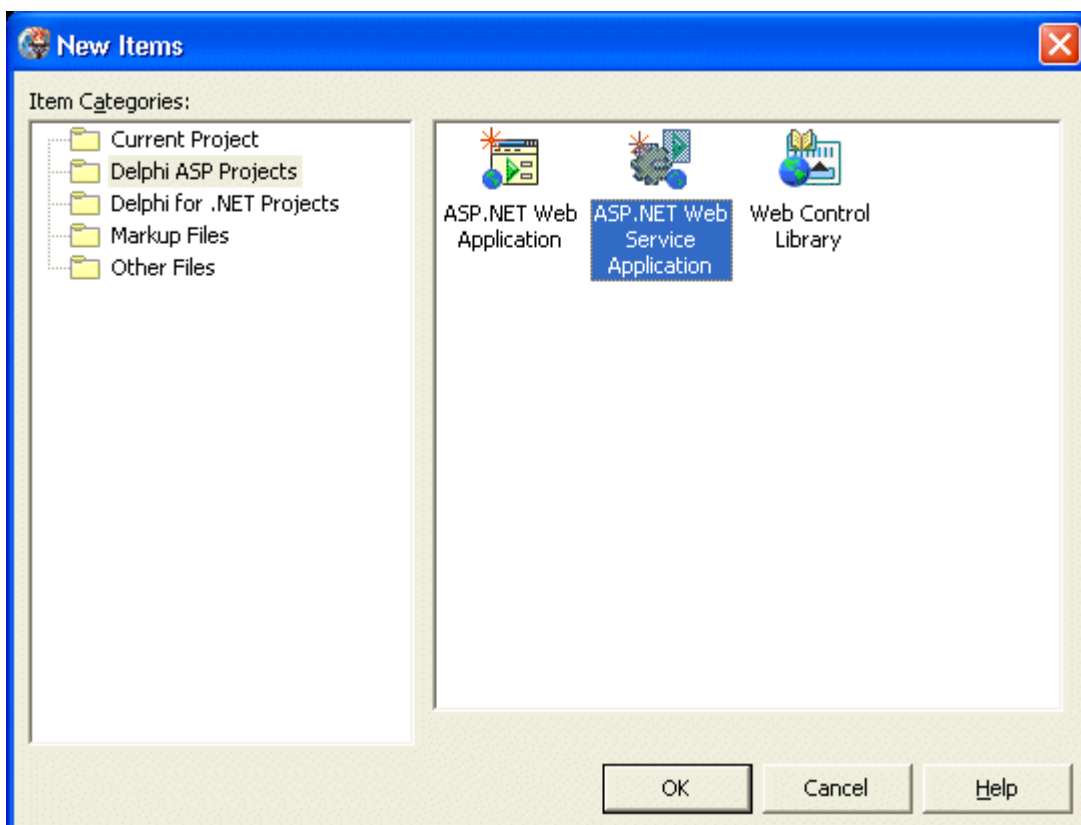 New Items
Item Categories:
Current Project
Delphi ASP Projects
Delphi for .NET Projects
Markup Files
Other Files
ASP.NET Web
Application
ASP.NET Web
Service
Application
Web Control
Library
OK
Cancel
Help